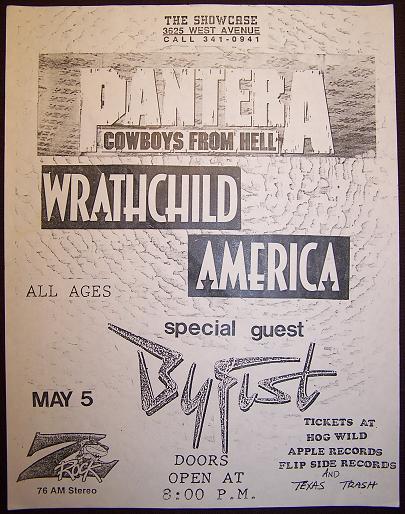 THE SHOWCASE
3625 WEST AVENUE
CALL 341-0941
PANTERA
COWBOYS FROM HELL
WRATHCHILD
AMERICA
ALL AGES
special guest
ByFist
MAY 5
TICKETS AT
HOG WILD
APPLE RECORDS
FLIP SIDE RECORDS
AND
TEXAS TRASH
Z ROCK
76 AM Stereo
DOORS
OPEN AT
8:00 P.M.